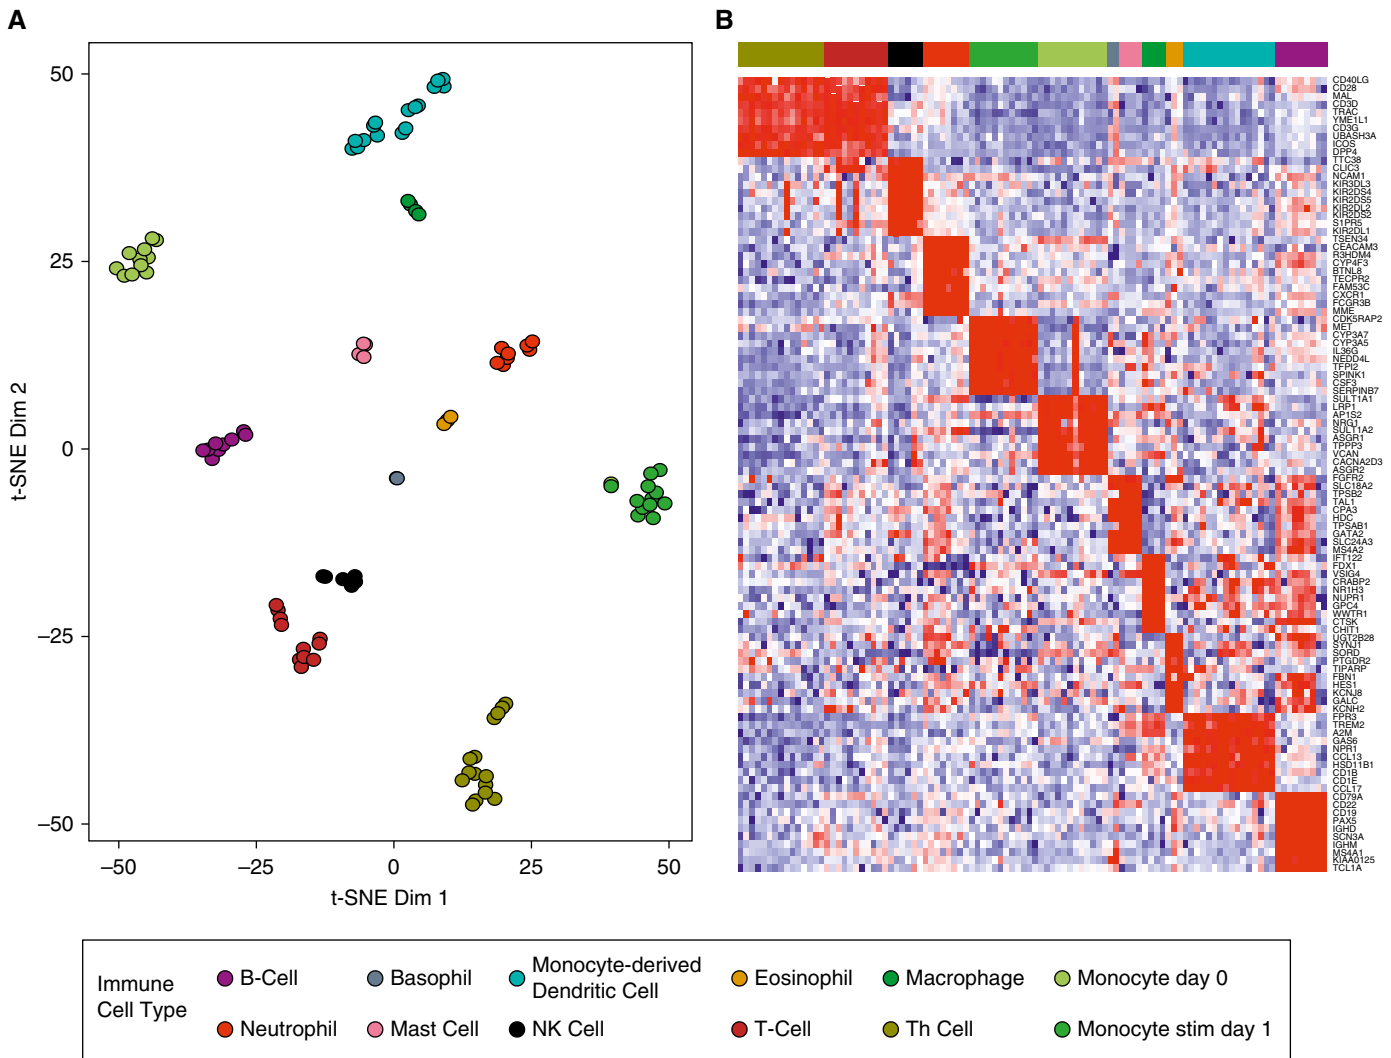 A
B
50
25
0
−25
−50
−50
−25
0
25
50
t-SNE Dim 2
t-SNE Dim 1
CD40LG
CD28
MAL
CD3D
TRAC
YME1L1
CD3G
UBASH3A
ICOS
DPP4
TTC38
CLIC3
NCAM1
KIR3DL3
KIR2DS4
KIR2DS5
KIR2DL2
KIR2DS2
S1PR5
KIR2DL1
TSEN34
CEACAM3
R3HDM4
CYP4F3
BTNL8
TECPR2
FAM53C
CXCR1
FCGR3B
MME
CDK5RAP2
MET
CYP3A7
CYP3A5
IL36G
NEDD4L
TFPI2
SPINK1
CSF3
SERPINB7
SULT1A1
LRP1
AP1S2
NRG1
SULT1A2
ASGR1
TPPP3
VCAN
CACNA2D3
ASGR2
FGFR2
SLC18A2
TPSB2
TAL1
CPA3
HDC
TPSAB1
GATA2
SLC24A3
MS4A2
IFT122
FDX1
VSIG4
CRABP2
NR1H3
NUPR1
GPC4
WWTR1
CTSK
CHIT1
UGT2B28
SYNJ1
SORD
PTGDR2
TIPARP
FBN1
HES1
KCNJ8
GALC
KCNH2
FPR3
TREM2
A2M
GAS6
NPR1
CCL13
HSD11B1
CD1B
CD1E
CCL17
CD79A
CD22
CD19
PAX5
IGHD
SCN3A
IGHM
MS4A1
KIAA0125
TCL1A
Immune
Cell Type
B-Cell
Basophil
Monocyte-derived
Dendritic Cell
Eosinophil
Macrophage
Monocyte day 0
Neutrophil
Mast Cell
NK Cell
T-Cell
Th Cell
Monocyte stim day 1